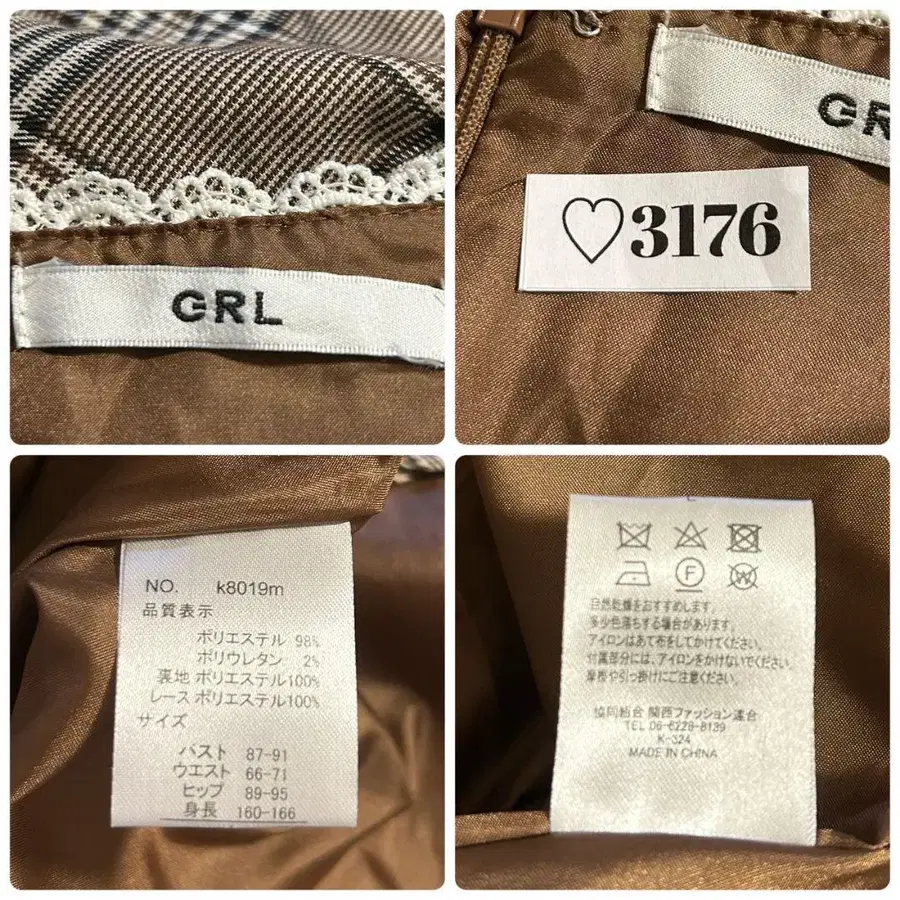 GRL
GR
♡3176
NO. k8019m
品質表示
ポリエステル 98%
ポリウレタン 2%
裏地 ポリエステル100%
レース ポリエステル100%
サイズ
バスト 87-91
ウエスト 66-71
ヒップ 89-95
身長 160-166
自然乾燥をおすすめします。
多少色落ちする場合があります。
アイロンはあて布をしてかけてください。
付属部分には、アイロンをかけないでください。
摩擦や引っ掛けにご注意ください。
協同組合 関西ファッション連合
TEL 06-6228-8139
K-324
MADE IN CHINA